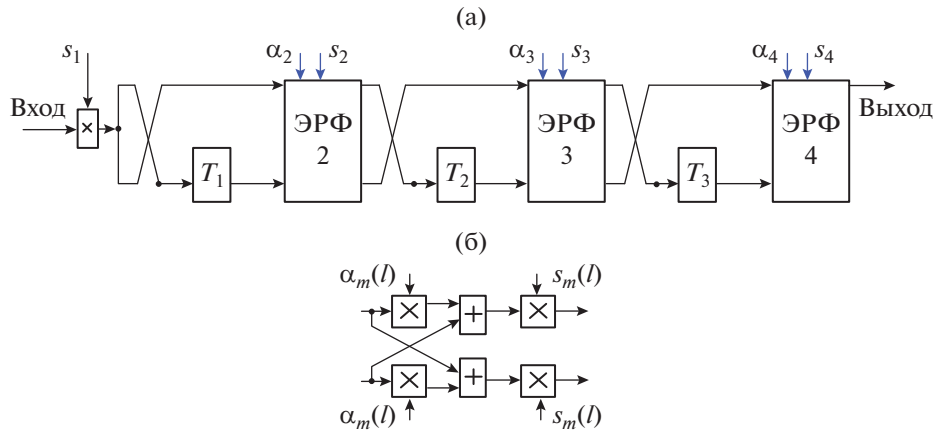 (а)
s₁ α₂ s₂ α₃ s₃ α₄ s₄
Вход × ЭРФ 2 ЭРФ 3 ЭРФ 4 Выход
T₁ T₂ T₃
(б)
αₘ(l) sₘ(l)
× + ×
× + ×
αₘ(l) sₘ(l)